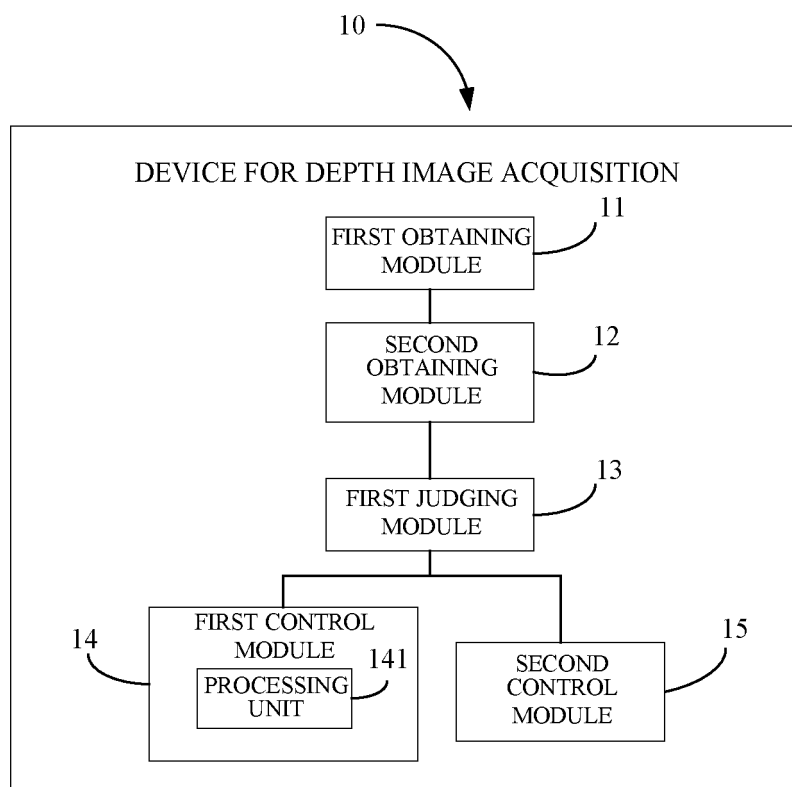 10
DEVICE FOR DEPTH IMAGE ACQUISITION
11
FIRST OBTAINING
MODULE
12
SECOND
OBTAINING
MODULE
13
FIRST JUDGING
MODULE
14
FIRST CONTROL
MODULE
141
PROCESSING
UNIT
15
SECOND
CONTROL
MODULE